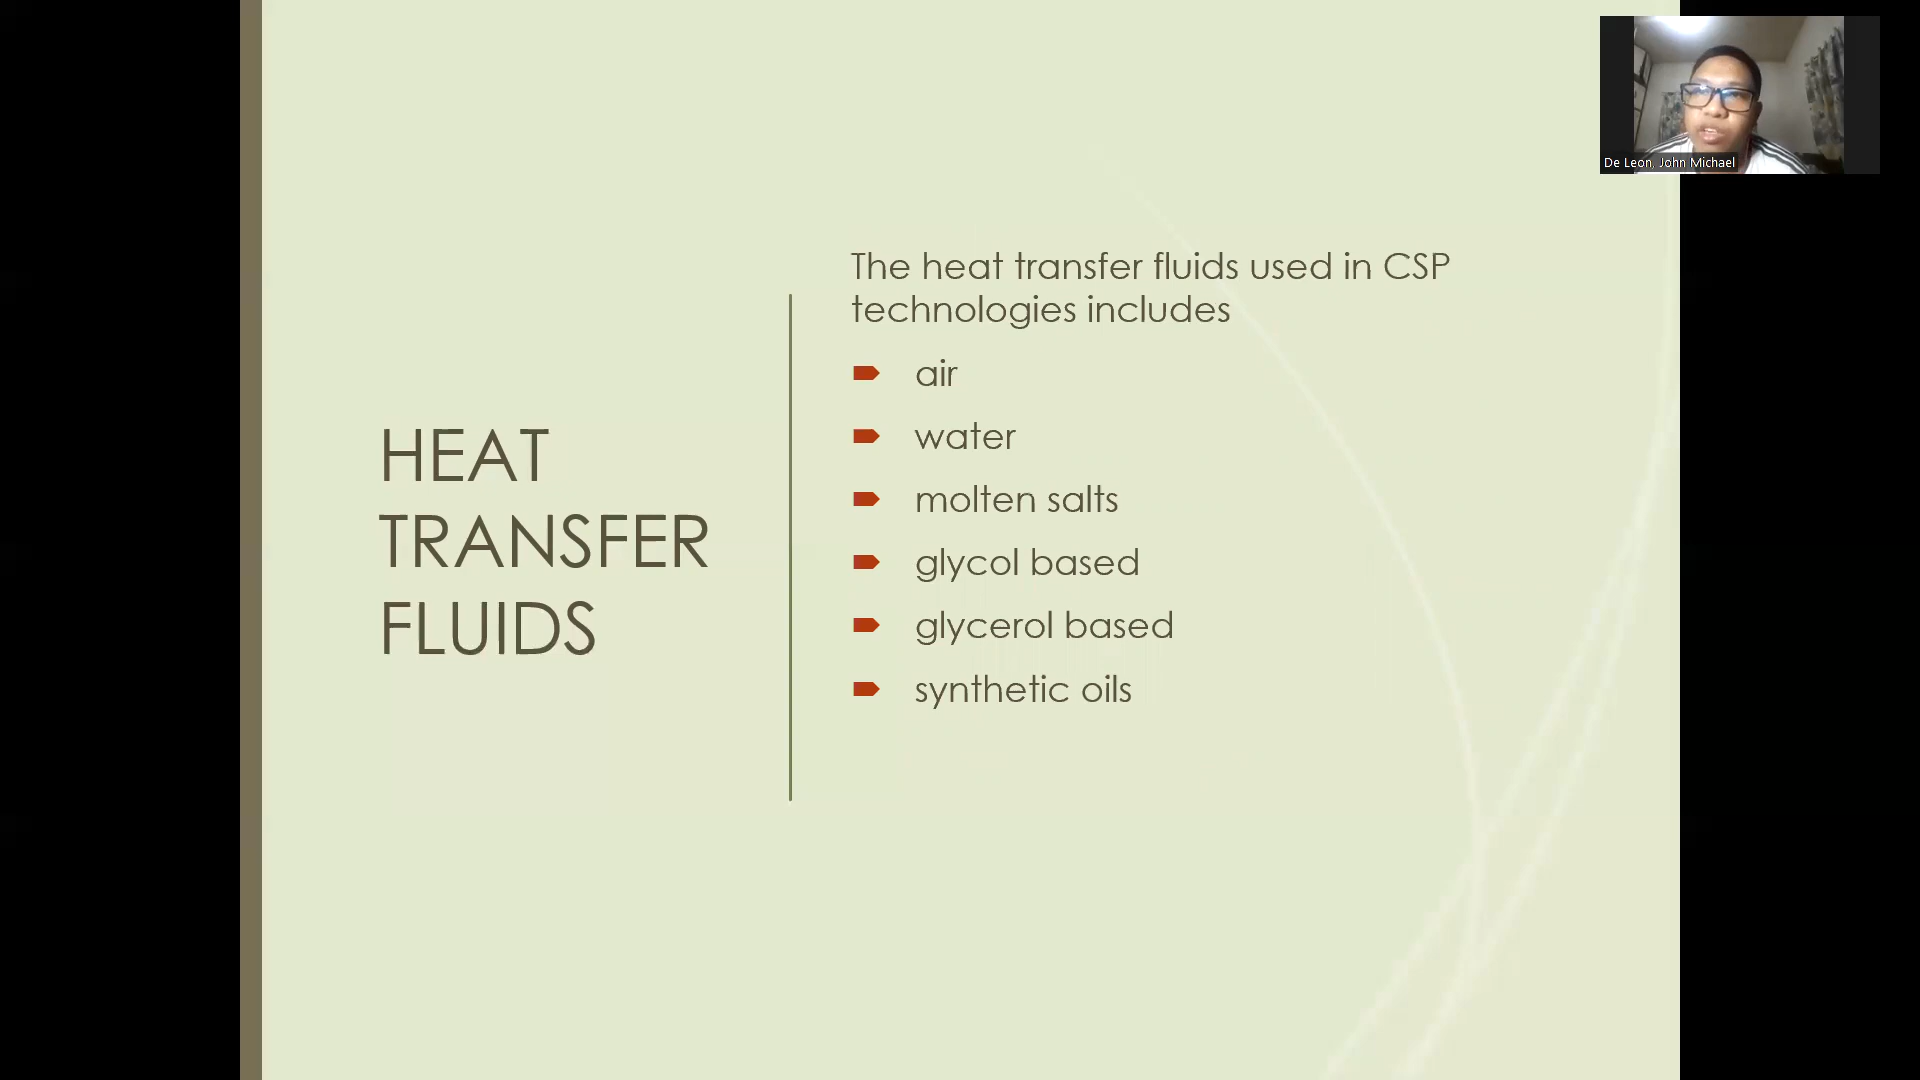 HEAT
TRANSFER
FLUIDS
The heat transfer fluids used in CSP
technologies includes
air
water
molten salts
glycol based
glycerol based
synthetic oils
De Leon, John Michael